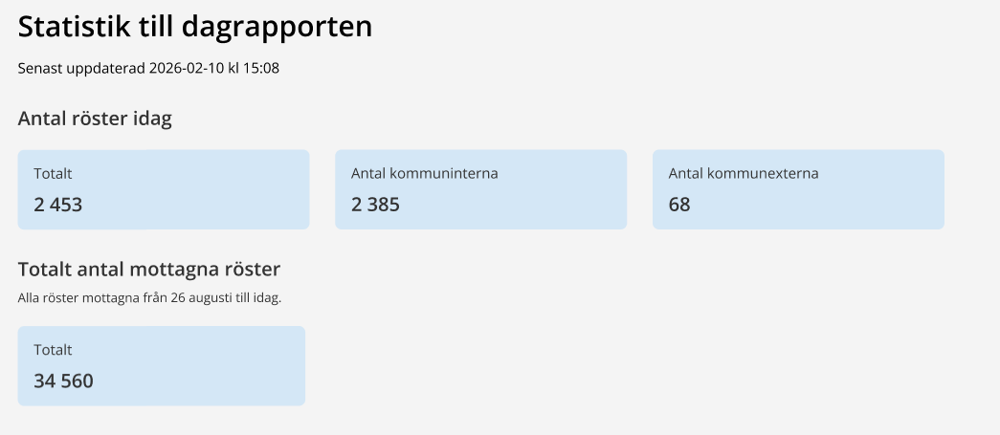 Statistik till dagrapporten
Senast uppdaterad 2026-02-10 kl 15:08
Antal röster idag
Totalt
2 453
Antal kommuninterna
2 385
Antal kommunexterna
68
Totalt antal mottagna röster
Alla röster mottagna från 26 augusti till idag.
Totalt
34 560